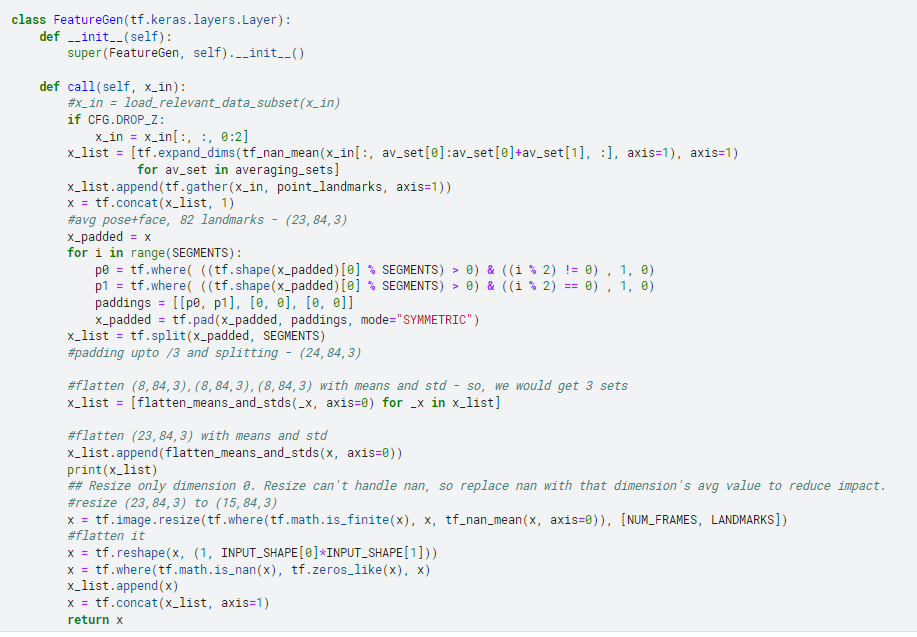 class FeatureGen(tf.keras.layers.Layer):
    def __init__(self):
        super(FeatureGen, self).__init__()

    def call(self, x_in):
        #x_in = load_relevant_data_subset(x_in)
        if CFG.DROP_Z:
            x_in = x_in[:, :, 0:2]
        x_list = [tf.expand_dims(tf_nan_mean(x_in[:, av_set[0]:av_set[0]+av_set[1], :], axis=1), axis=1)
                  for av_set in averaging_sets]
        x_list.append(tf.gather(x_in, point_landmarks, axis=1))
        x = tf.concat(x_list, 1)
        #avg pose+face, 82 landmarks - (23,84,3)
        x_padded = x
        for i in range(SEGMENTS):
            p0 = tf.where( ((tf.shape(x_padded)[0] % SEGMENTS) > 0) & ((i % 2) != 0) , 1, 0)
            p1 = tf.where( ((tf.shape(x_padded)[0] % SEGMENTS) > 0) & ((i % 2) == 0) , 1, 0)
            paddings = [[p0, p1], [0, 0], [0, 0]]
            x_padded = tf.pad(x_padded, paddings, mode="SYMMETRIC")
        x_list = tf.split(x_padded, SEGMENTS)
        #padding upto /3 and splitting - (24,84,3)

        #flatten (8,84,3),(8,84,3),(8,84,3) with means and std - so, we would get 3 sets
        x_list = [flatten_means_and_stds(_x, axis=0) for _x in x_list]

        #flatten (23,84,3) with means and std
        x_list.append(flatten_means_and_stds(x, axis=0))
        print(x_list)
        ## Resize only dimension 0. Resize can't handle nan, so replace nan with that dimension's avg value to reduce impact.
        #resize (23,84,3) to (15,84,3)
        x = tf.image.resize(tf.where(tf.math.is_finite(x), x, tf_nan_mean(x, axis=0)), [NUM_FRAMES, LANDMARKS])
        #flatten it
        x = tf.reshape(x, (1, INPUT_SHAPE[0]*INPUT_SHAPE[1]))
        x = tf.where(tf.math.is_nan(x), tf.zeros_like(x), x)
        x_list.append(x)
        x = tf.concat(x_list, axis=1)
        return x